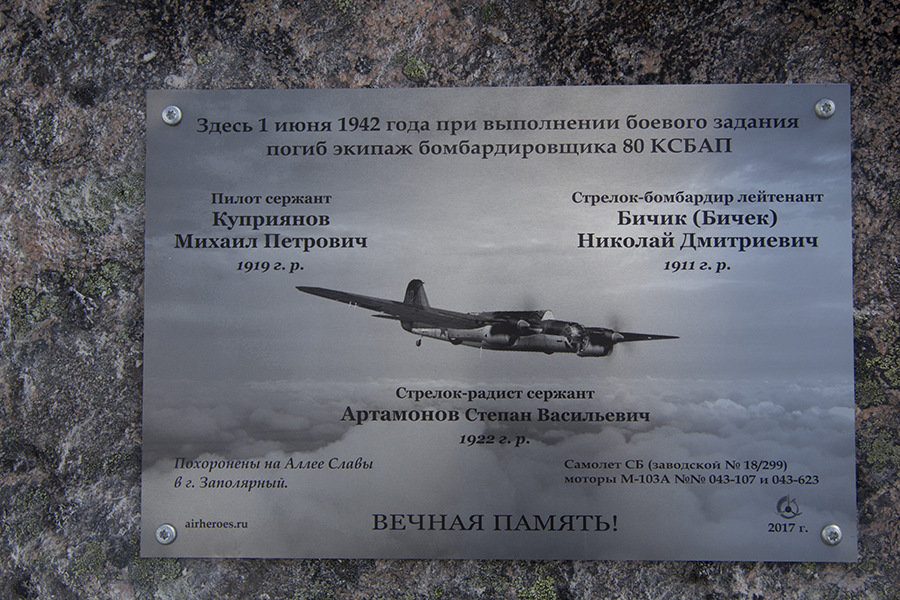 Здесь 1 июня 1942 года при выполнении боевого задания
погиб экипаж бомбардировщика 80 КСБАП
Пилот сержант
Куприянов
Михаил Петрович
1919 г. р.
Стрелок-бомбардир лейтенант
Бичик (Бичек)
Николай Дмитриевич
1911 г. р.
Стрелок-радист сержант
Артамонов Степан Васильевич
1922 г. р.
Похоронены на Аллее Славы
в г. Заполярный.
Самолет СБ (заводской № 18/299)
моторы М-103А №№ 043-107 и 043-623
airheroes.ru
ВЕЧНАЯ ПАМЯТЬ!
2017 г.